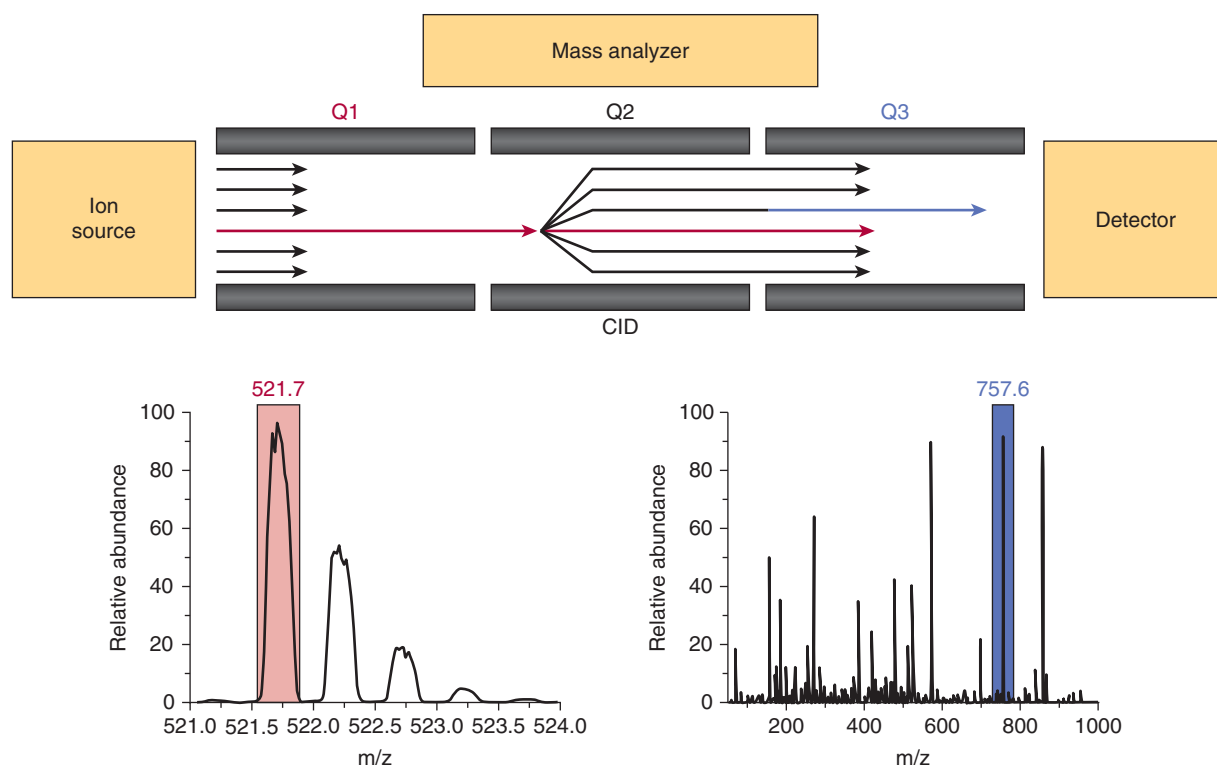 Mass analyzer
Q1
Q2
Q3
Ion
source
Detector
CID
521.7
100
80
60
40
20
0
Relative abundance
521.0
521.5
522.0
522.5
523.0
523.5
524.0
m/z
757.6
100
80
60
40
20
0
Relative abundance
200
400
600
800
1000
m/z